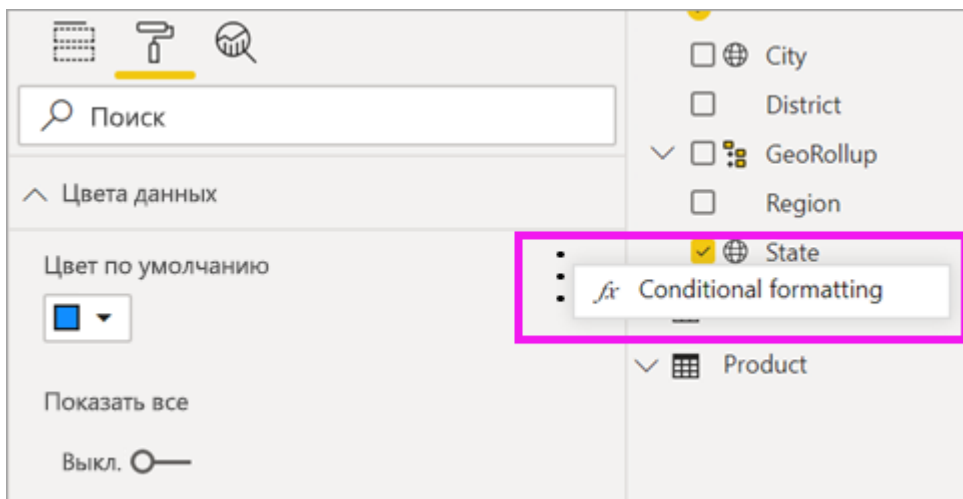 Поиск
Цвета данных
Цвет по умолчанию
Показать все
Выкл.
City
District
GeoRollup
Region
State
fx Conditional formatting
Product